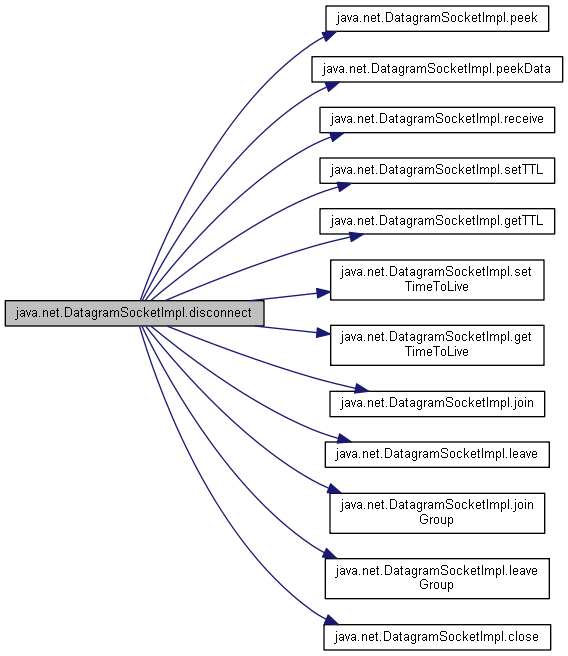 java.net.DatagramSocketImpl.peek
java.net.DatagramSocketImpl.peekData
java.net.DatagramSocketImpl.receive
java.net.DatagramSocketImpl.setTTL
java.net.DatagramSocketImpl.getTTL
java.net.DatagramSocketImpl.set
TimeToLive
java.net.DatagramSocketImpl.disconnect
java.net.DatagramSocketImpl.get
TimeToLive
java.net.DatagramSocketImpl.join
java.net.DatagramSocketImpl.leave
java.net.DatagramSocketImpl.join
Group
java.net.DatagramSocketImpl.leave
Group
java.net.DatagramSocketImpl.close